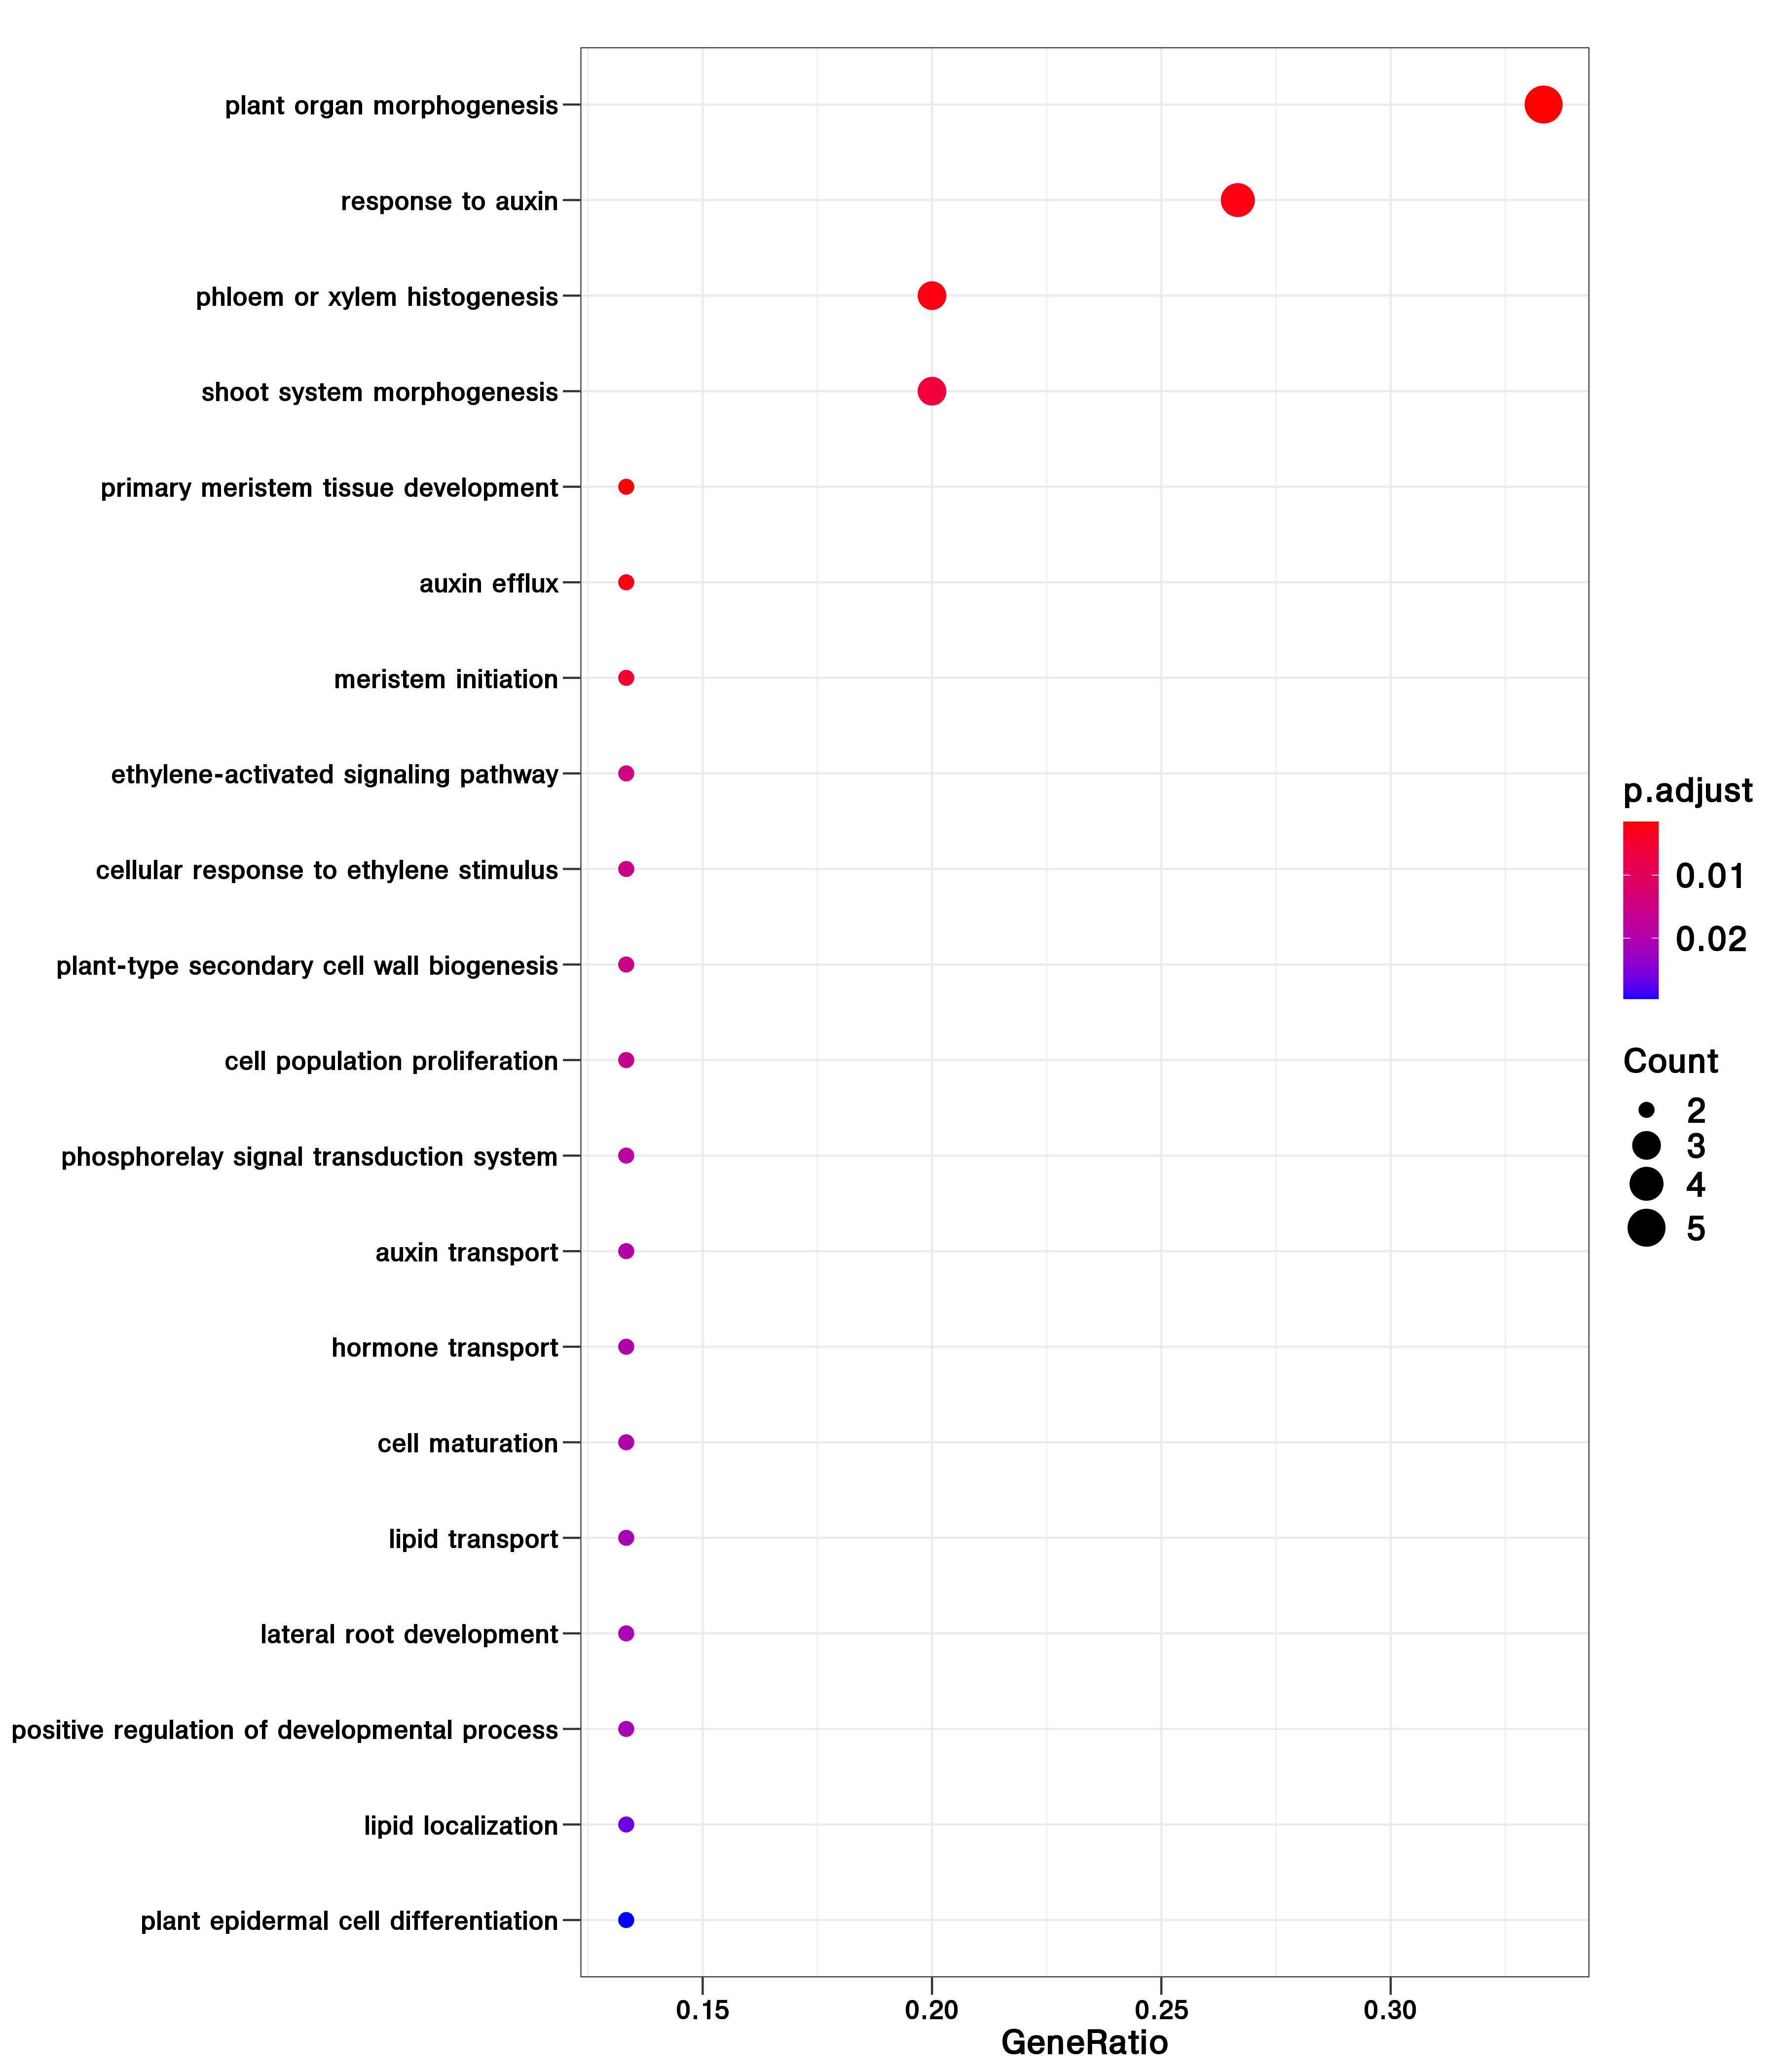 plant organ morphogenesis
response to auxin
phloem or xylem histogenesis
shoot system morphogenesis
primary meristem tissue development
auxin efflux
meristem initiation
ethylene-activated signaling pathway
cellular response to ethylene stimulus
plant-type secondary cell wall biogenesis
cell population proliferation
phosphorelay signal transduction system
auxin transport
hormone transport
cell maturation
lipid transport
lateral root development
positive regulation of developmental process
lipid localization
plant epidermal cell differentiation
0.15 0.20 0.25 0.30
GeneRatio
p.adjust
0.01
0.02
Count
2
3
4
5